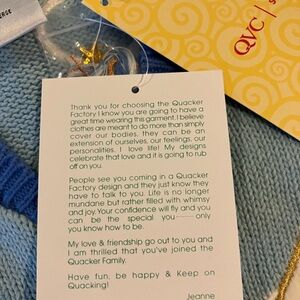 ERSE
QVC | S
Thank you for choosing the Quacker
Factory! I know you are going to have a
great time wearing this garment. I believe
clothes are meant to do more than simply
cover our bodies, they can be an
extension of ourselves, our feelings, our
personalities. I love life! My designs
celebrate that love and it is going to rub
off on you.
People see you coming in a Quacker
Factory design and they just know they
have to talk to you. Life is no longer
mundane but rather filled with whimsy
and joy. Your confidence will fly and you
can be the special you—— only
you know how to be.
My love & friendship go out to you and
I am thrilled that you've joined the
Quacker Family.
Have fun, be happy & Keep on
Quacking!
Jeanne